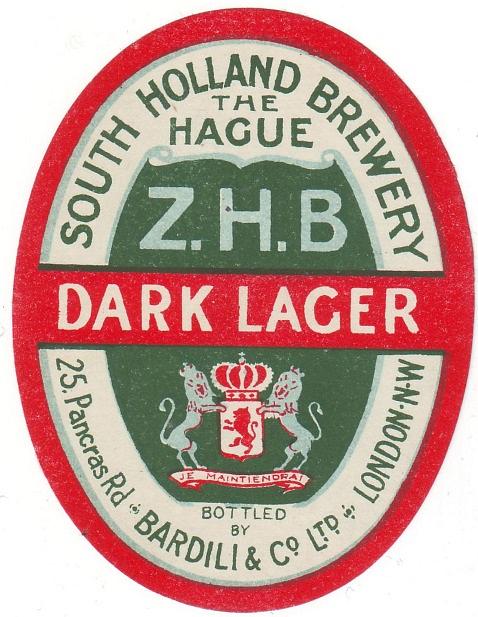 SOUTH HOLLAND BREWERY
THE
HAGUE
Z.H.B
DARK LAGER
JE MAINTIENDRAI
BOTTLED
BY
BARDILI & Cº LTD
25, Pancras Rd
LONDON·N·W